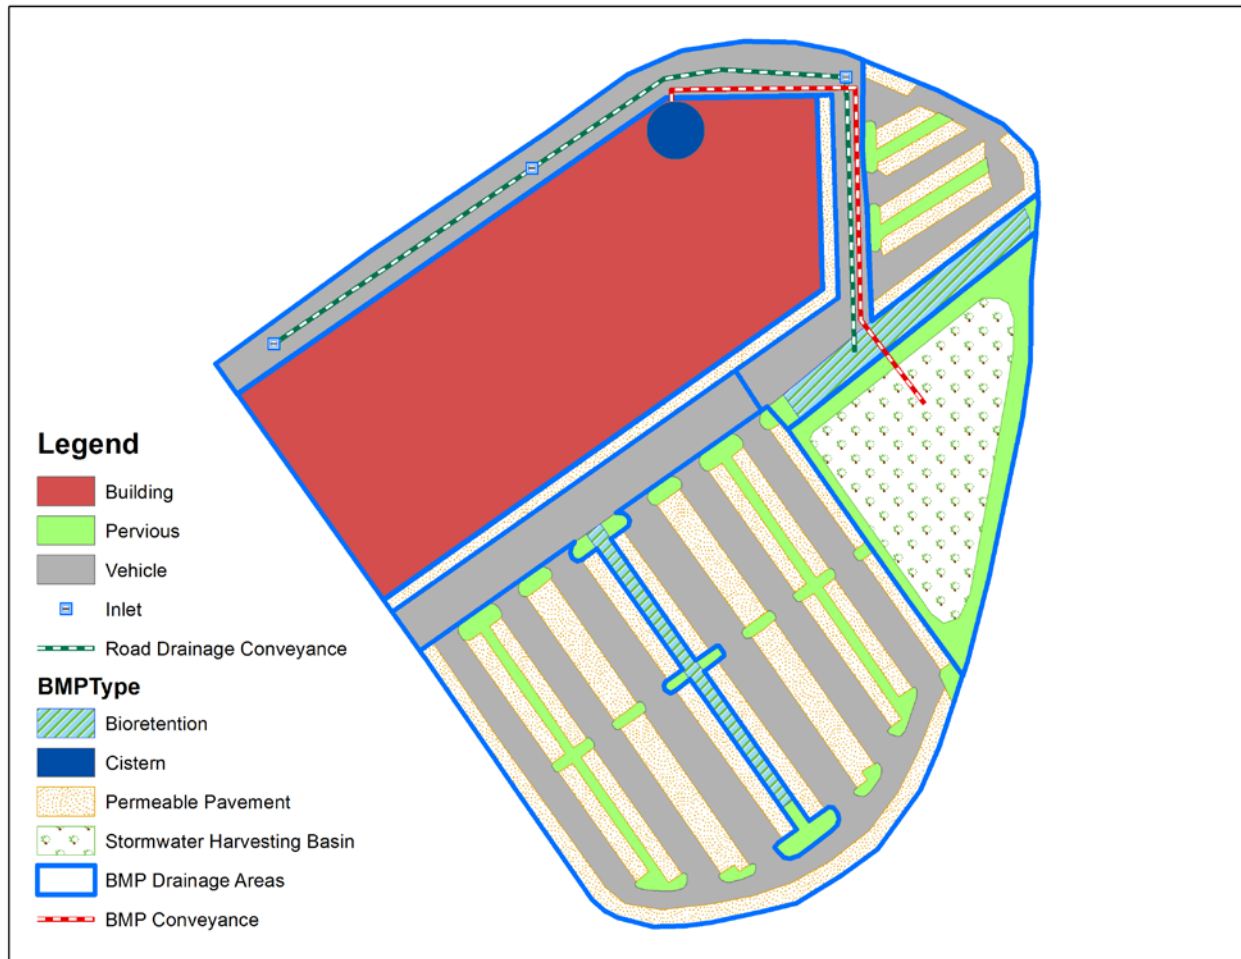 Legend
Building
Pervious
Vehicle
Inlet
Road Drainage Conveyance
BMPType
Bioretention
Cistern
Permeable Pavement
Stormwater Harvesting Basin
BMP Drainage Areas
BMP Conveyance